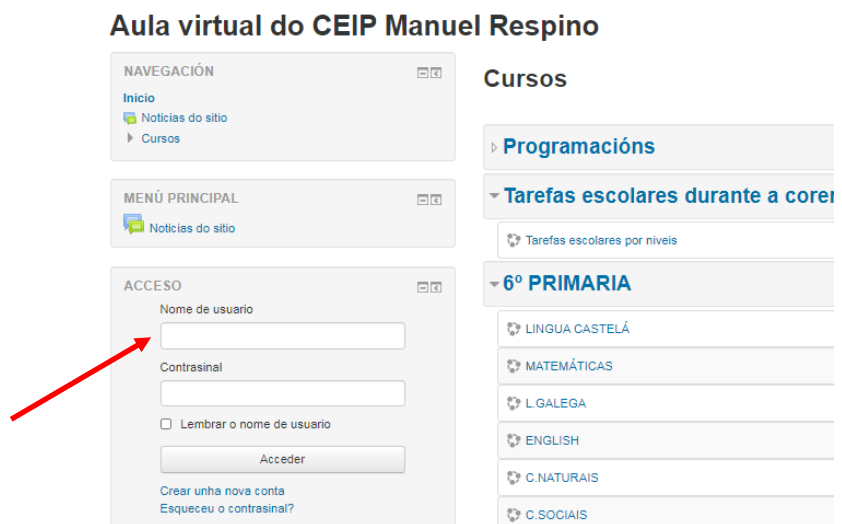 Aula virtual do CEIP Manuel Respino
NAVEGACIÓN
Inicio
Noticias do sitio
Cursos
MENÚ PRINCIPAL
Noticias do sitio
ACCESO
Nome de usuario
Contrasinal
Lembrar o nome de usuario
Acceder
Crear unha nova conta
Esqueceu o contrasinal?
Cursos
Programacións
Tarefas escolares durante a corer
Tarefas escolares por niveis
6º PRIMARIA
LINGUA CASTELÁ
MATEMÁTICAS
L.GALEGA
ENGLISH
C.NATURAIS
C.SOCIAIS